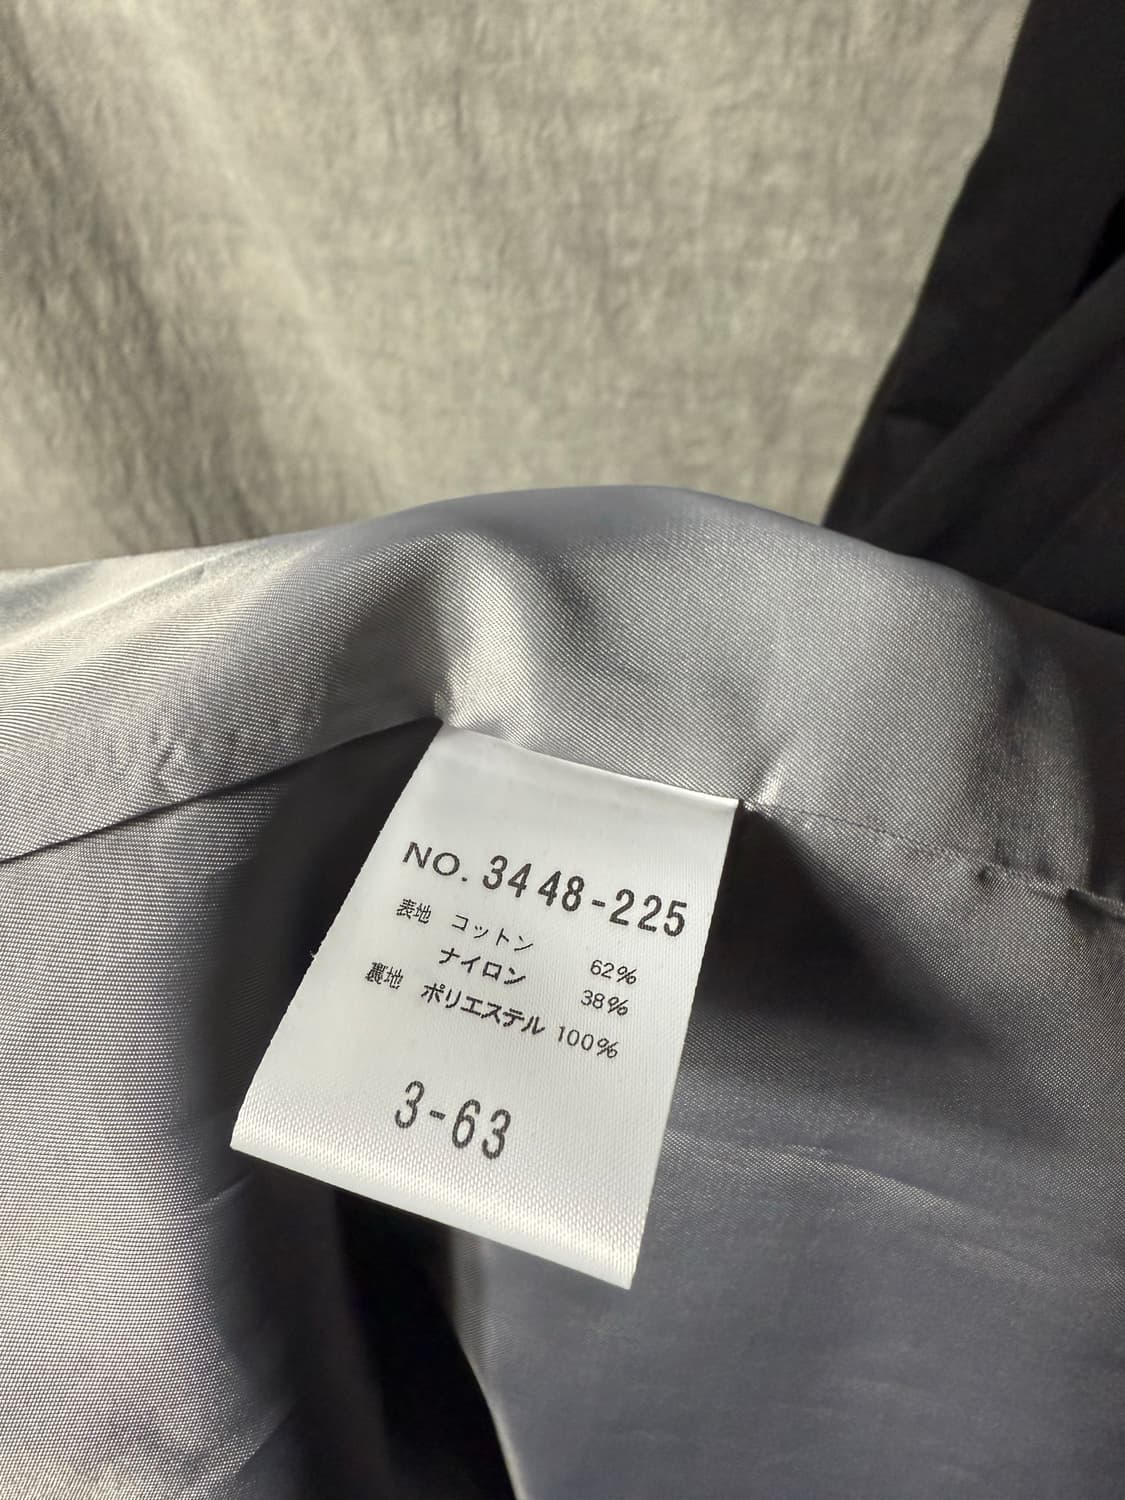 NO. 3448-225
表地 コットン 62%
ナイロン 38%
裏地 ポリエステル 100%
3-63